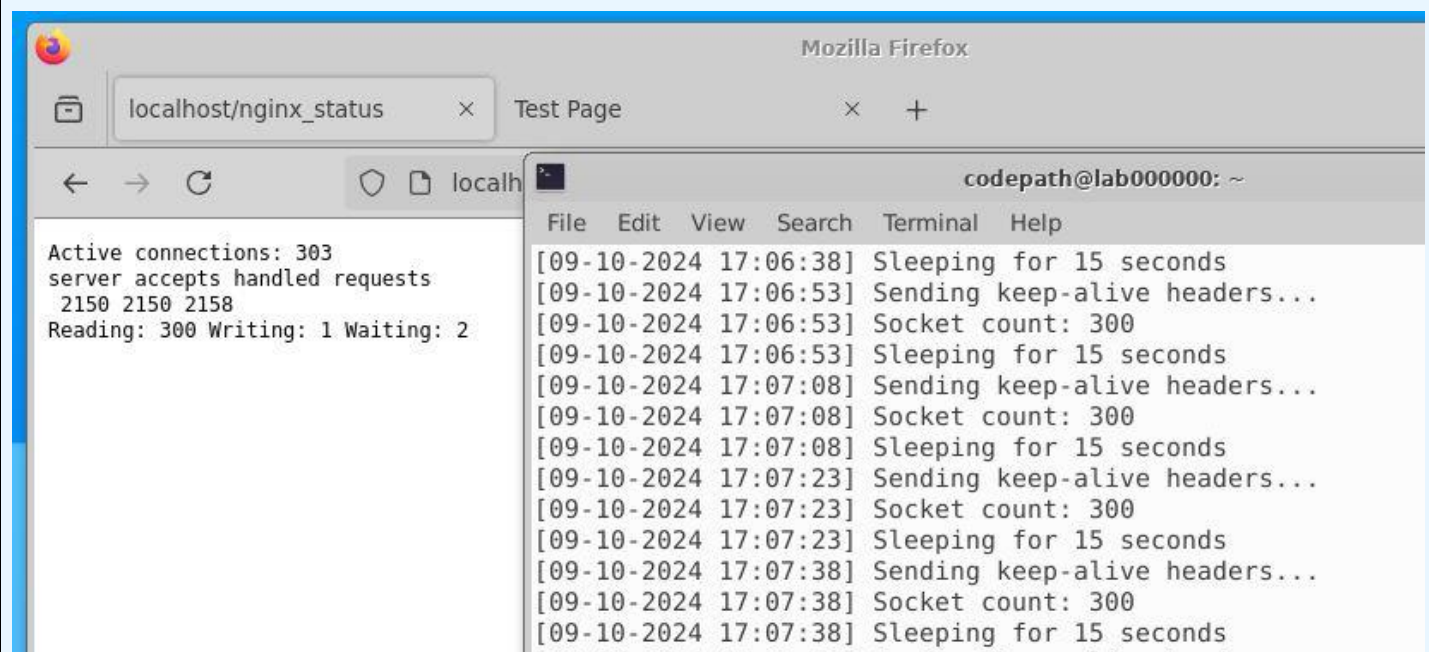 Mozilla Firefox
localhost/nginx_status
Test Page
localh
Active connections: 303
server accepts handled requests
2150 2150 2158
Reading: 300 Writing: 1 Waiting: 2
codepath@lab000000: ~
File Edit View Search Terminal Help
[09-10-2024 17:06:38] Sleeping for 15 seconds
[09-10-2024 17:06:53] Sending keep-alive headers...
[09-10-2024 17:06:53] Socket count: 300
[09-10-2024 17:06:53] Sleeping for 15 seconds
[09-10-2024 17:07:08] Sending keep-alive headers...
[09-10-2024 17:07:08] Socket count: 300
[09-10-2024 17:07:08] Sleeping for 15 seconds
[09-10-2024 17:07:23] Sending keep-alive headers...
[09-10-2024 17:07:23] Socket count: 300
[09-10-2024 17:07:23] Sleeping for 15 seconds
[09-10-2024 17:07:38] Sending keep-alive headers...
[09-10-2024 17:07:38] Socket count: 300
[09-10-2024 17:07:38] Sleeping for 15 seconds